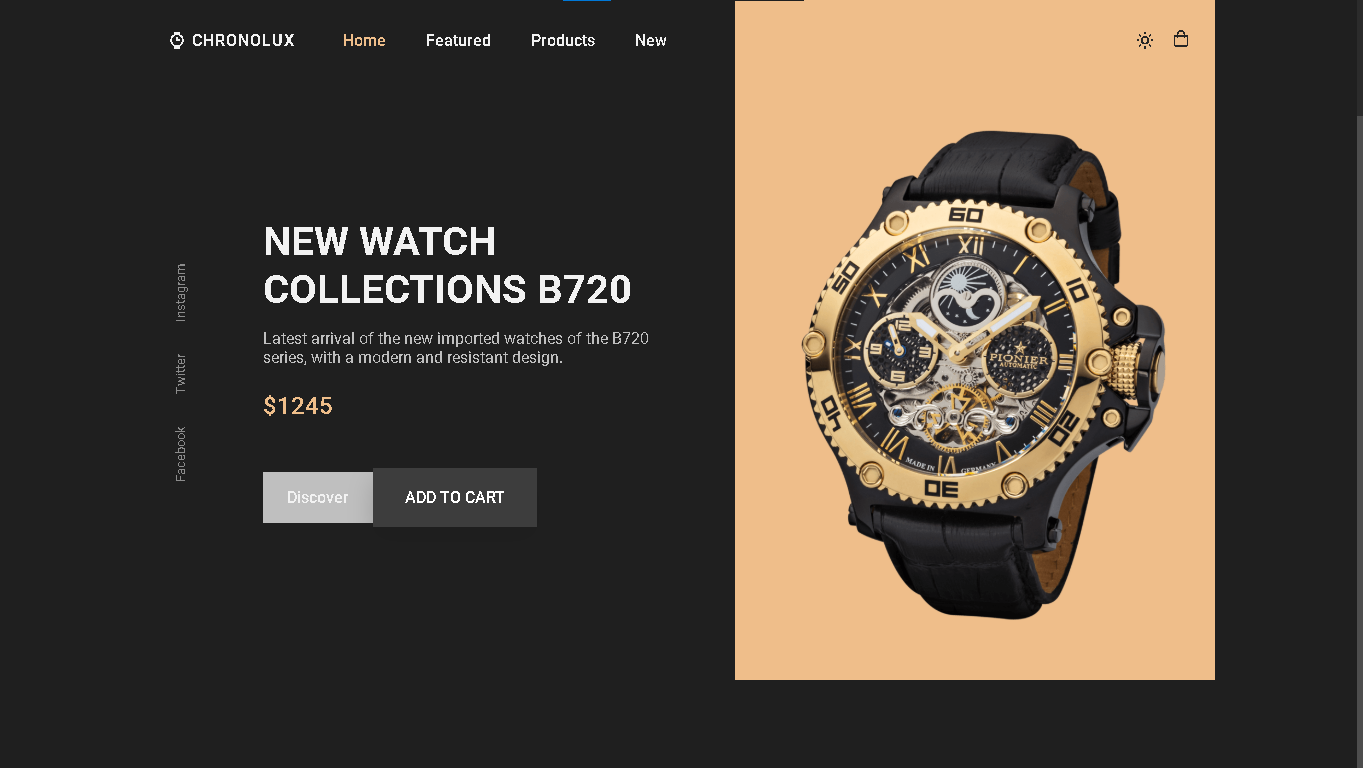 CHRONOLUX
Home
Featured
Products
New
Instagram
Twitter
Facebook
NEW WATCH
COLLECTIONS B720
Latest arrival of the new imported watches of the B720
series, with a modern and resistant design.
$1245
Discover
ADD TO CART
60
10
20
30
40
50
XII
PIONIER
AUTOMATIC
MADE IN
GERMANY